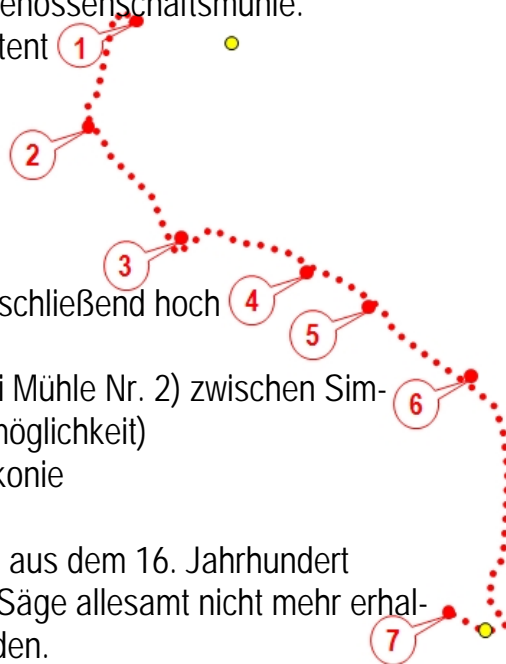 enossenschaftsmühle.
tent 1
2
3
schließend hoch 4
5
i Mühle Nr. 2) zwischen Sim-
6
nöglichkeit)
konie
aus dem 16. Jahrhundert
Säge allesamt nicht mehr erhal-
7
den.